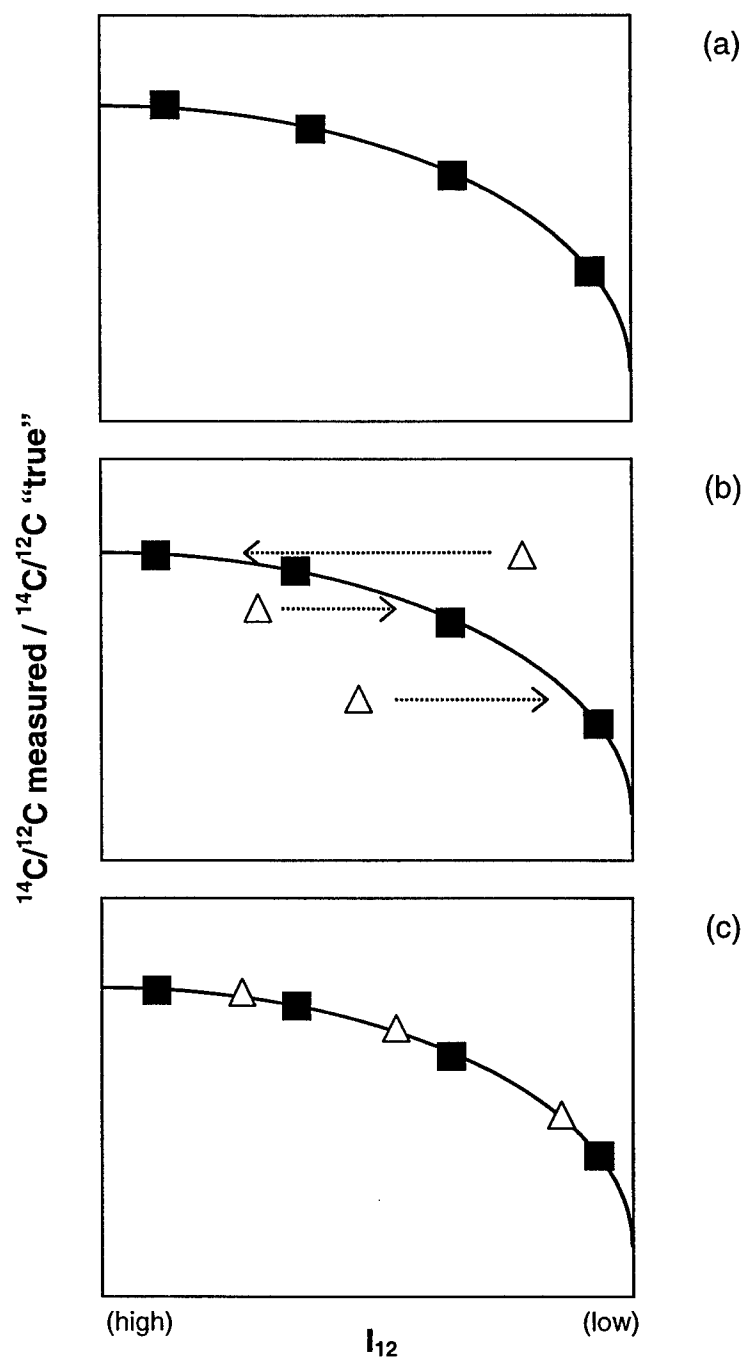 (a)
(b)
(c)
¹⁴C/¹²C measured / ¹⁴C/¹²C “true”
(high)
(low)
I₁₂